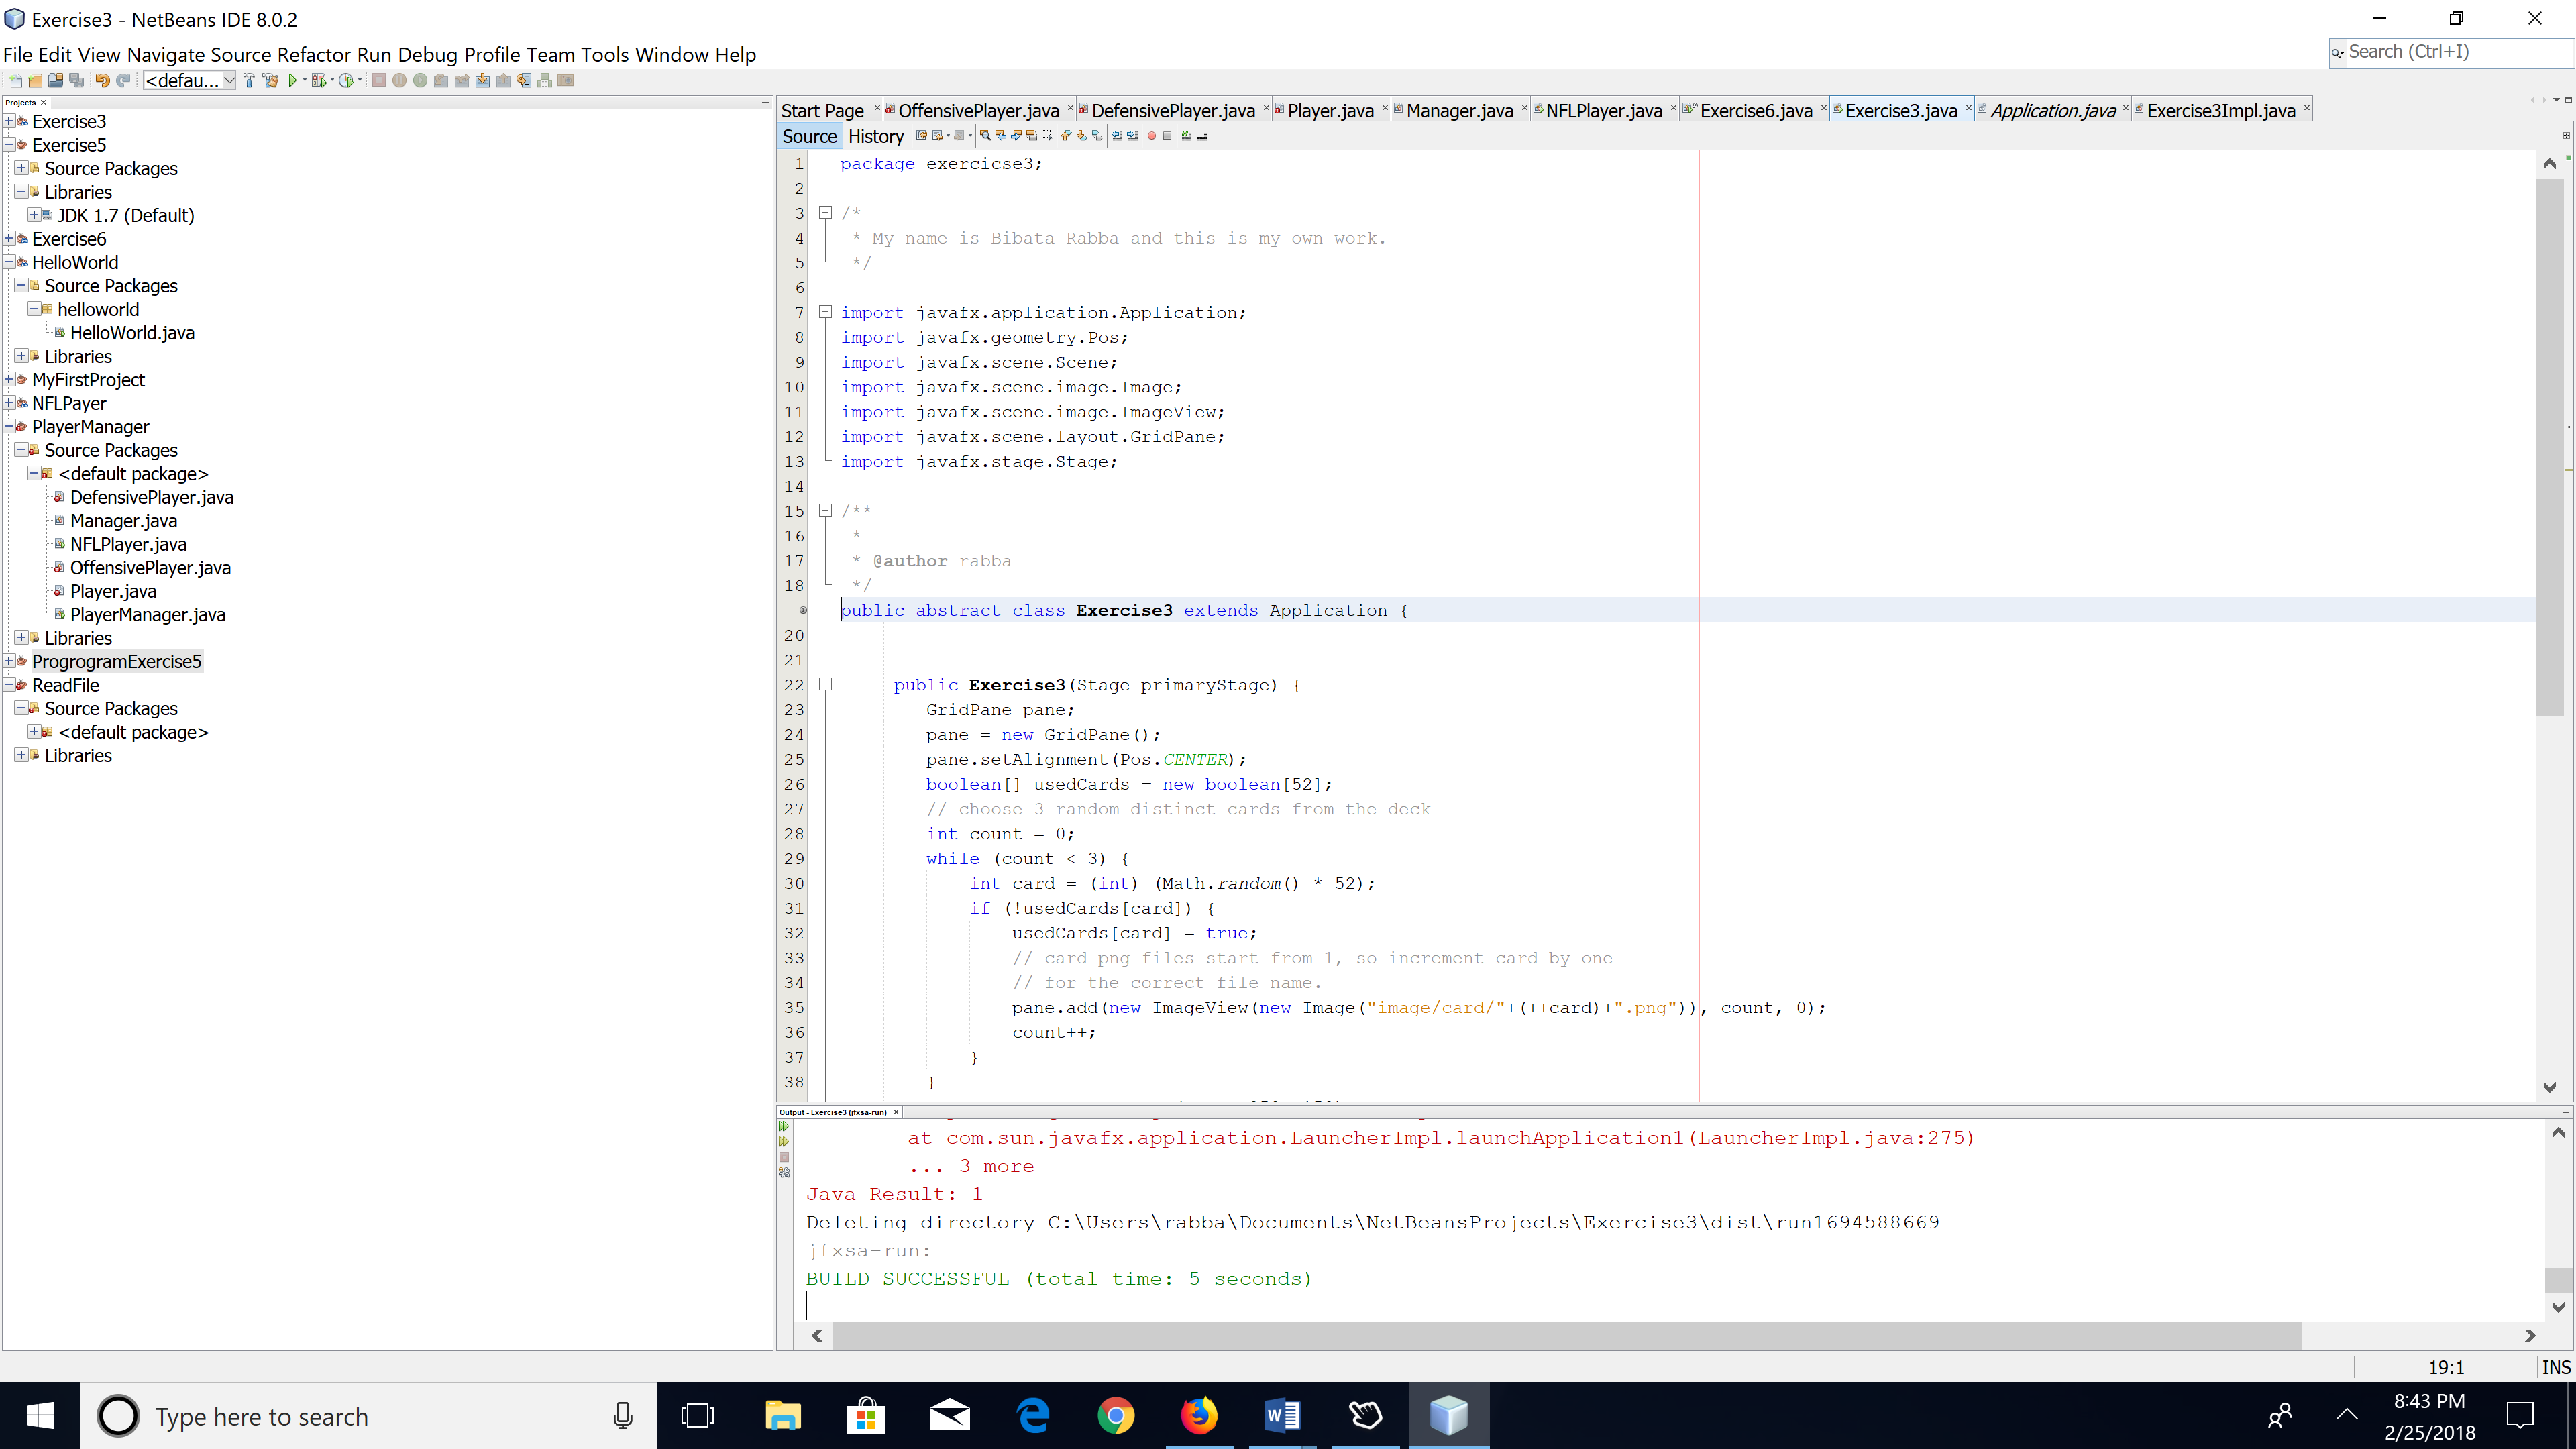 Exercise3 - NetBeans IDE 8.0.2
File Edit View Navigate Source Refactor Run Debug Profile Team Tools Window Help
Search (Ctrl+I)
<defau...
Projects
Exercise3
Exercise5
Source Packages
Libraries
JDK 1.7 (Default)
Exercise6
HelloWorld
Source Packages
helloworld
HelloWorld.java
Libraries
MyFirstProject
NFLPayer
PlayerManager
Source Packages
<default package>
DefensivePlayer.java
Manager.java
NFLPlayer.java
OffensivePlayer.java
Player.java
PlayerManager.java
Libraries
ProgrogramExercise5
ReadFile
Source Packages
<default package>
Libraries
Start Page OffensivePlayer.java DefensivePlayer.java Player.java Manager.java NFLPlayer.java Exercise6.java Exercise3.java Application.java Exercise3Impl.java
Source History
1 package exercicse3;
2
3 /*
4 * My name is Bibata Rabba and this is my own work.
5 */
6
7 import javafx.application.Application;
8 import javafx.geometry.Pos;
9 import javafx.scene.Scene;
10 import javafx.scene.image.Image;
11 import javafx.scene.image.ImageView;
12 import javafx.scene.layout.GridPane;
13 import javafx.stage.Stage;
14
15 /**
16 *
17 * @author rabba
18 */
public abstract class Exercise3 extends Application {
20
21
22 public Exercise3(Stage primaryStage) {
23 GridPane pane;
24 pane = new GridPane();
25 pane.setAlignment(Pos.CENTER);
26 boolean[] usedCards = new boolean[52];
27 // choose 3 random distinct cards from the deck
28 int count = 0;
29 while (count < 3) {
30 int card = (int) (Math.random() * 52);
31 if (!usedCards[card]) {
32 usedCards[card] = true;
33 // card png files start from 1, so increment card by one
34 // for the correct file name.
35 pane.add(new ImageView(new Image("image/card/"+(++card)+".png")), count, 0);
36 count++;
37 }
38 }
Output - Exercise3 (jfxsa-run)
at com.sun.javafx.application.LauncherImpl.launchApplication1(LauncherImpl.java:275)
... 3 more
Java Result: 1
Deleting directory C:\Users\rabba\Documents\NetBeansProjects\Exercise3\dist\run1694588669
jfxsa-run:
BUILD SUCCESSFUL (total time: 5 seconds)
19:1 INS
Type here to search
8:43 PM
2/25/2018